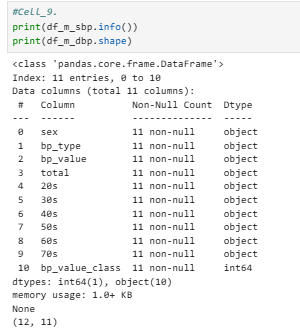 #Cell_9.
print(df_m_sbp.info())
print(df_m_dbp.shape)
<class 'pandas.core.frame.DataFrame'>
Index: 11 entries, 0 to 10
Data columns (total 11 columns):
 #   Column          Non-Null Count  Dtype
---  ------          --------------  -----
 0   sex             11 non-null     object
 1   bp_type         11 non-null     object
 2   bp_value        11 non-null     object
 3   total           11 non-null     object
 4   20s             11 non-null     object
 5   30s             11 non-null     object
 6   40s             11 non-null     object
 7   50s             11 non-null     object
 8   60s             11 non-null     object
 9   70s             11 non-null     object
 10  bp_value_class  11 non-null     int64
dtypes: int64(1), object(10)
memory usage: 1.0+ KB
None
(12, 11)